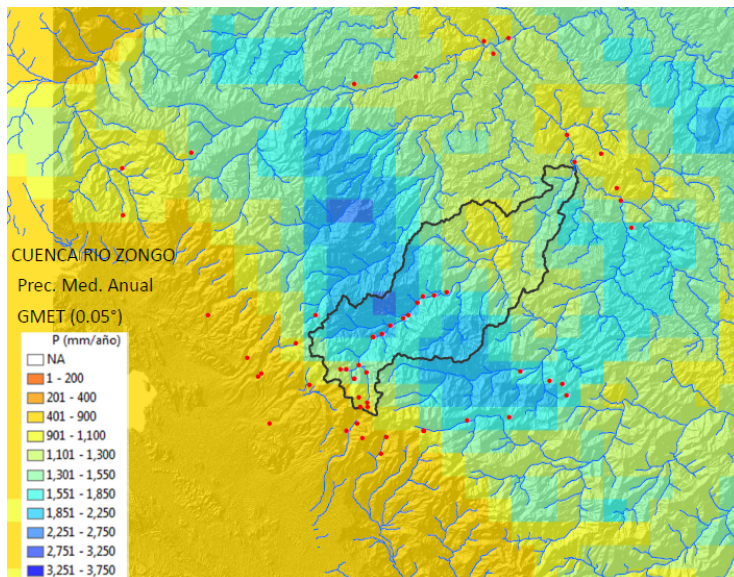 CUENCA RIO ZONGO
Prec. Med. Anual
GMET (0.05°)
P (mm/año)
NA
1 - 200
201 - 400
401 - 900
901 - 1,100
1,101 - 1,300
1,301 - 1,550
1,551 - 1,850
1,851 - 2,250
2,251 - 2,750
2,751 - 3,250
3,251 - 3,750